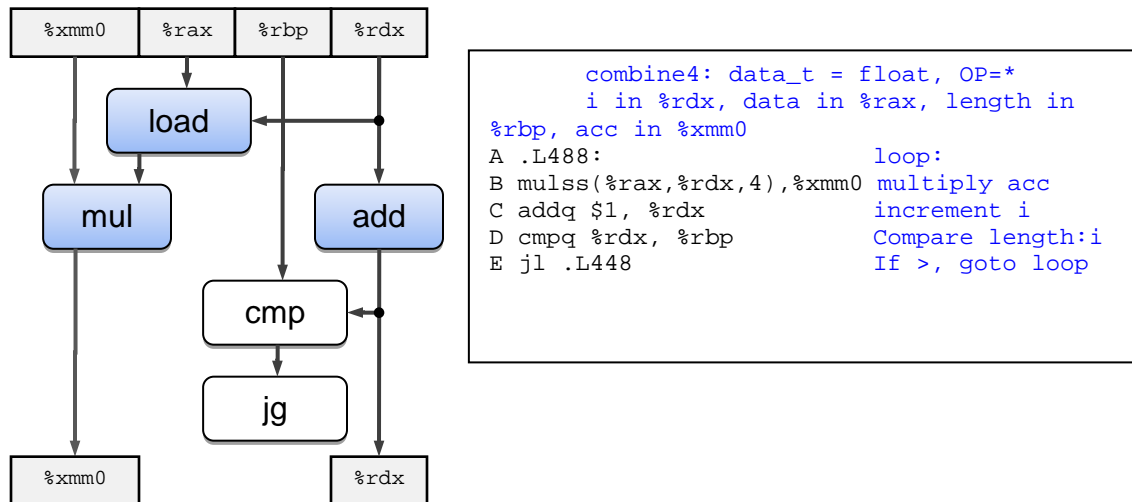 %xmm0 %rax %rbp %rdx
load
mul add
cmp
jg
%xmm0 %rdx
combine4: data_t = float, OP=*
i in %rdx, data in %rax, length in
%rbp, acc in %xmm0
A .L488: loop:
B mulss(%rax,%rdx,4),%xmm0 multiply acc
C addq $1, %rdx increment i
D cmpq %rdx, %rbp Compare length:i
E jl .L448 If >, goto loop